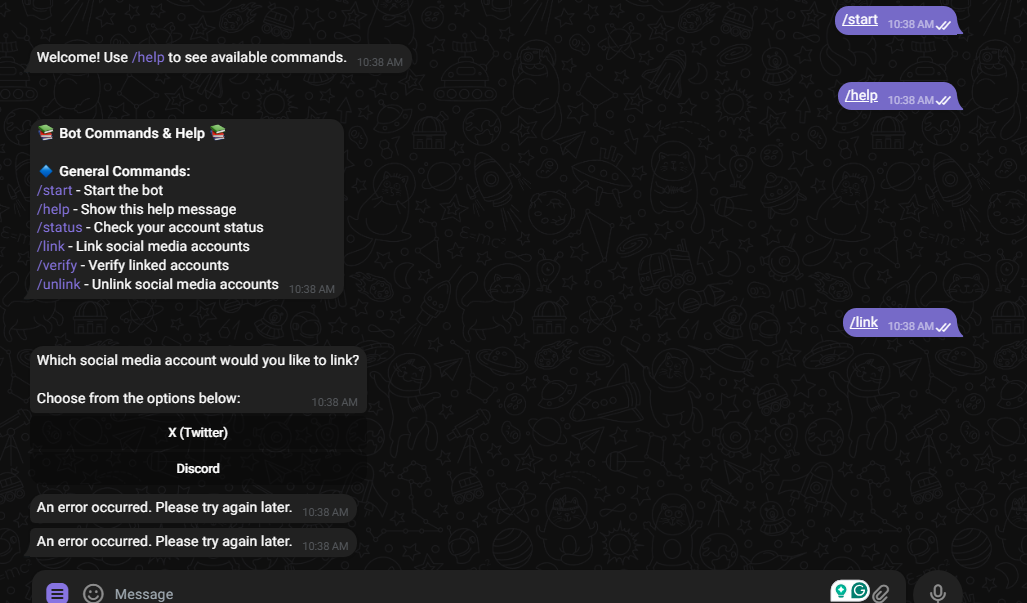 /start 10:38 AM
Welcome! Use /help to see available commands. 10:38 AM
/help 10:38 AM
📚 Bot Commands & Help 📚
🔹 General Commands:
/start - Start the bot
/help - Show this help message
/status - Check your account status
/link - Link social media accounts
/verify - Verify linked accounts
/unlink - Unlink social media accounts 10:38 AM
/link 10:38 AM
Which social media account would you like to link?
Choose from the options below: 10:38 AM
X (Twitter)
Discord
An error occurred. Please try again later. 10:38 AM
An error occurred. Please try again later. 10:38 AM
Message